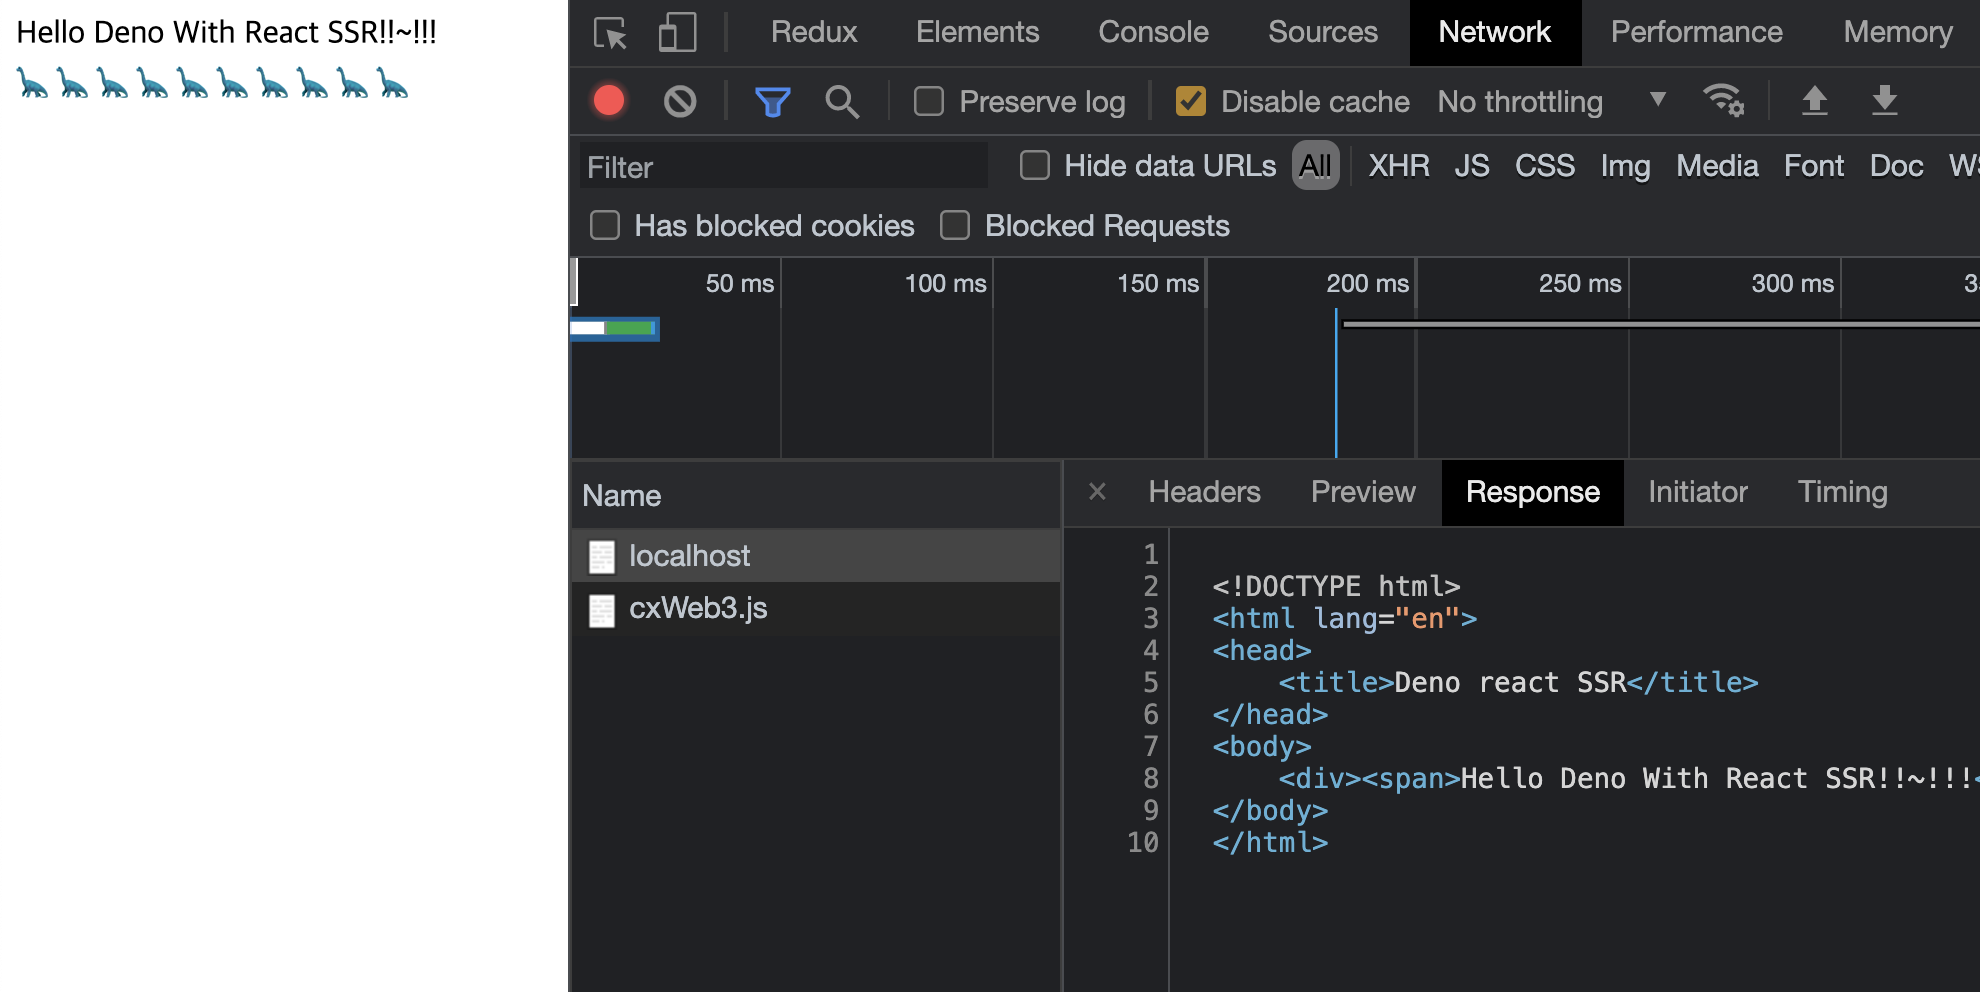 Hello Deno With React SSR!!~!!!
🦕🦕🦕🦕🦕🦕🦕🦕🦕🦕
Redux Elements Console Sources Network Performance Memory
Preserve log Disable cache No throttling
Filter Hide data URLs All XHR JS CSS Img Media Font Doc
Has blocked cookies Blocked Requests
50 ms 100 ms 150 ms 200 ms 250 ms 300 ms
Name
localhost
cxWeb3.js
Headers Preview Response Initiator Timing
1
2 <!DOCTYPE html>
3 <html lang="en">
4 <head>
5 <title>Deno react SSR</title>
6 </head>
7 <body>
8 <div><span>Hello Deno With React SSR!!~!!!<
9 </body>
10 </html>